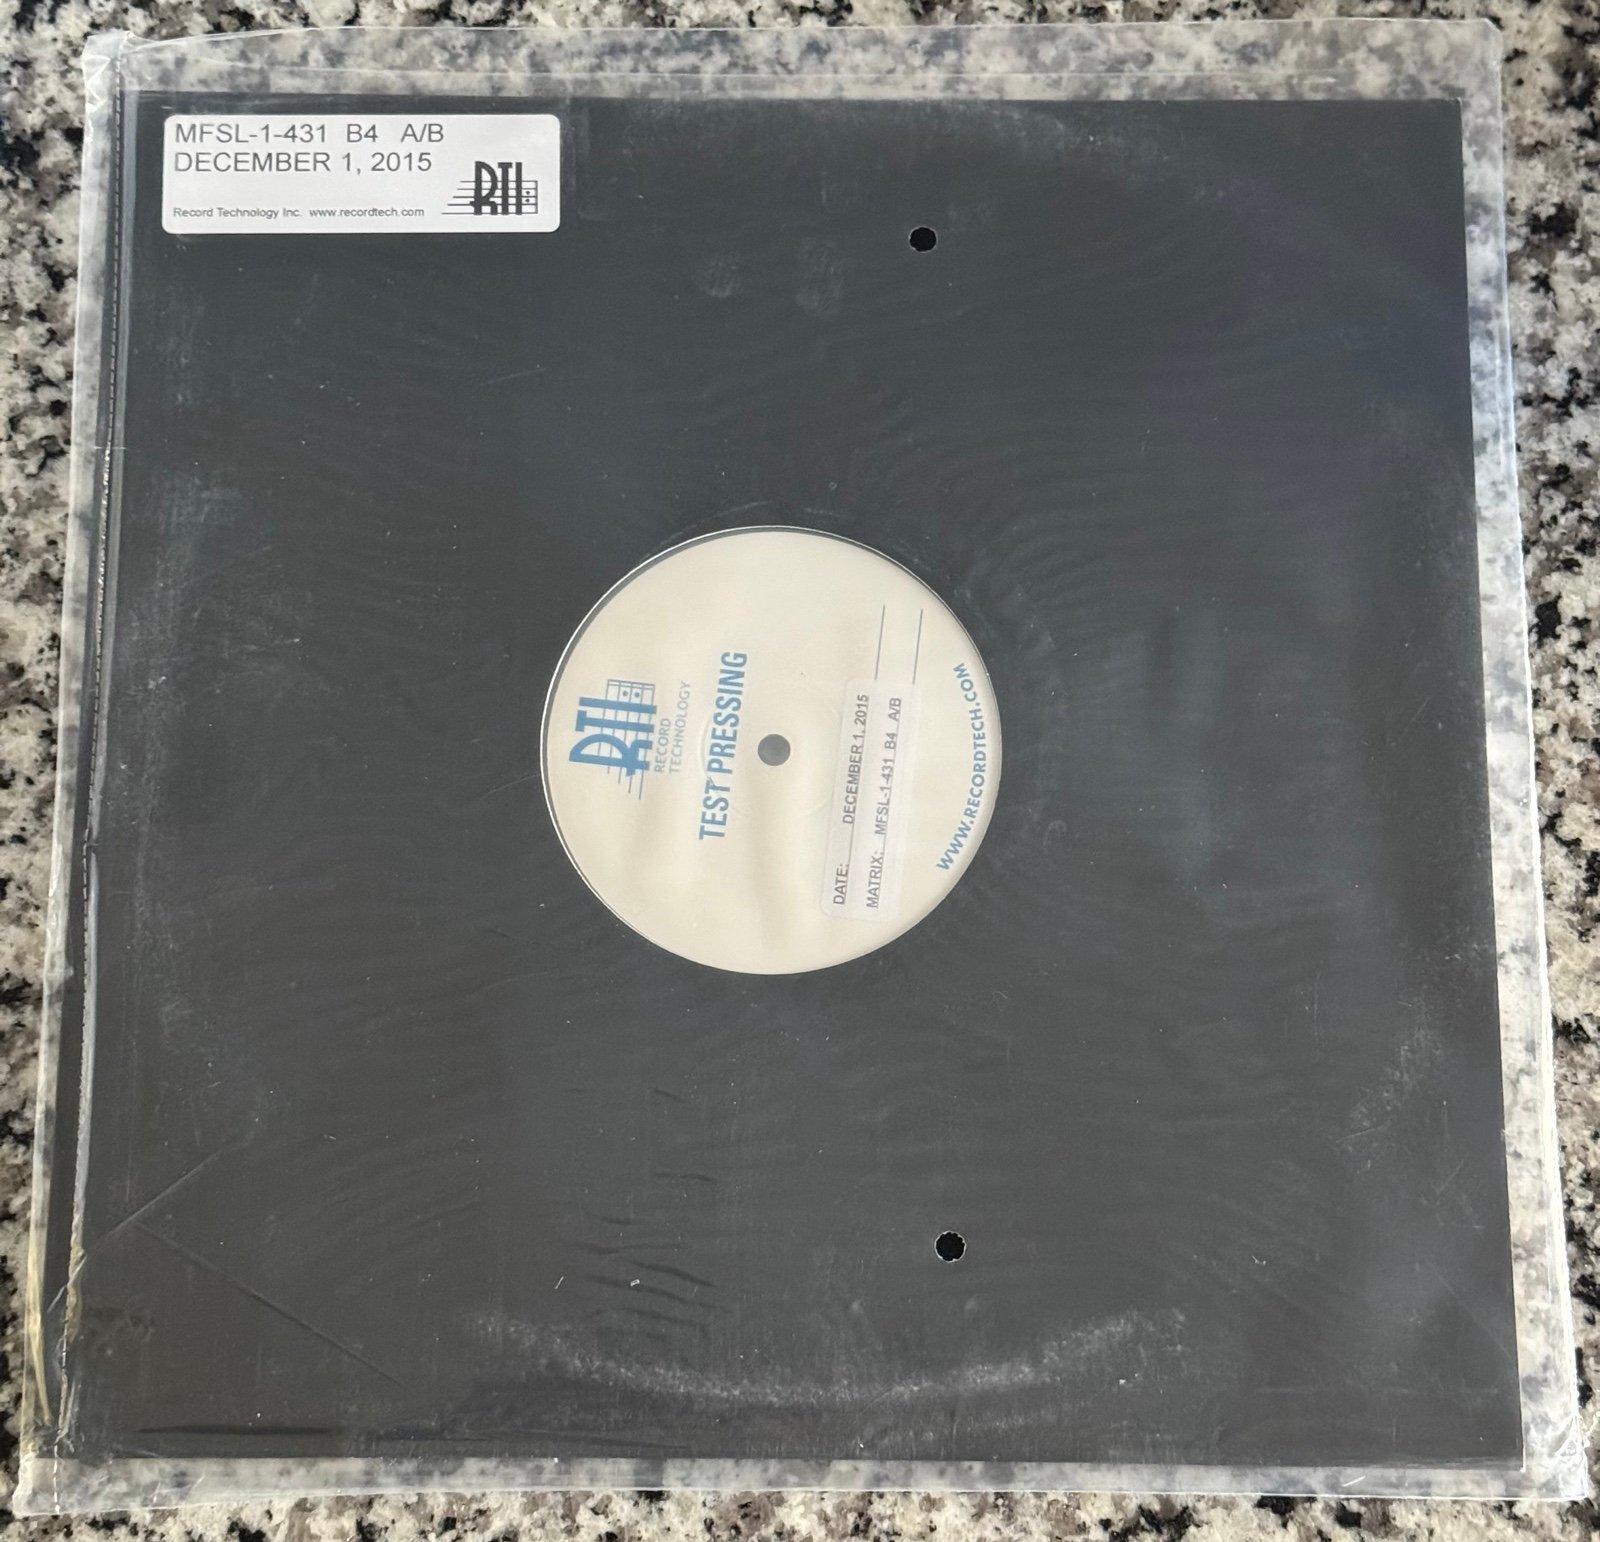 MFSL-1-431 B4 A/B
DECEMBER 1, 2015
Record Technology Inc. www.recordtech.com
RTI
RTI
RECORD
TECHNOLOGY
TEST PRESSING
DATE: DECEMBER 1, 2015
MATRIX: MFSL-1-431 B4 A/B
WWW.RECORDTECH.COM